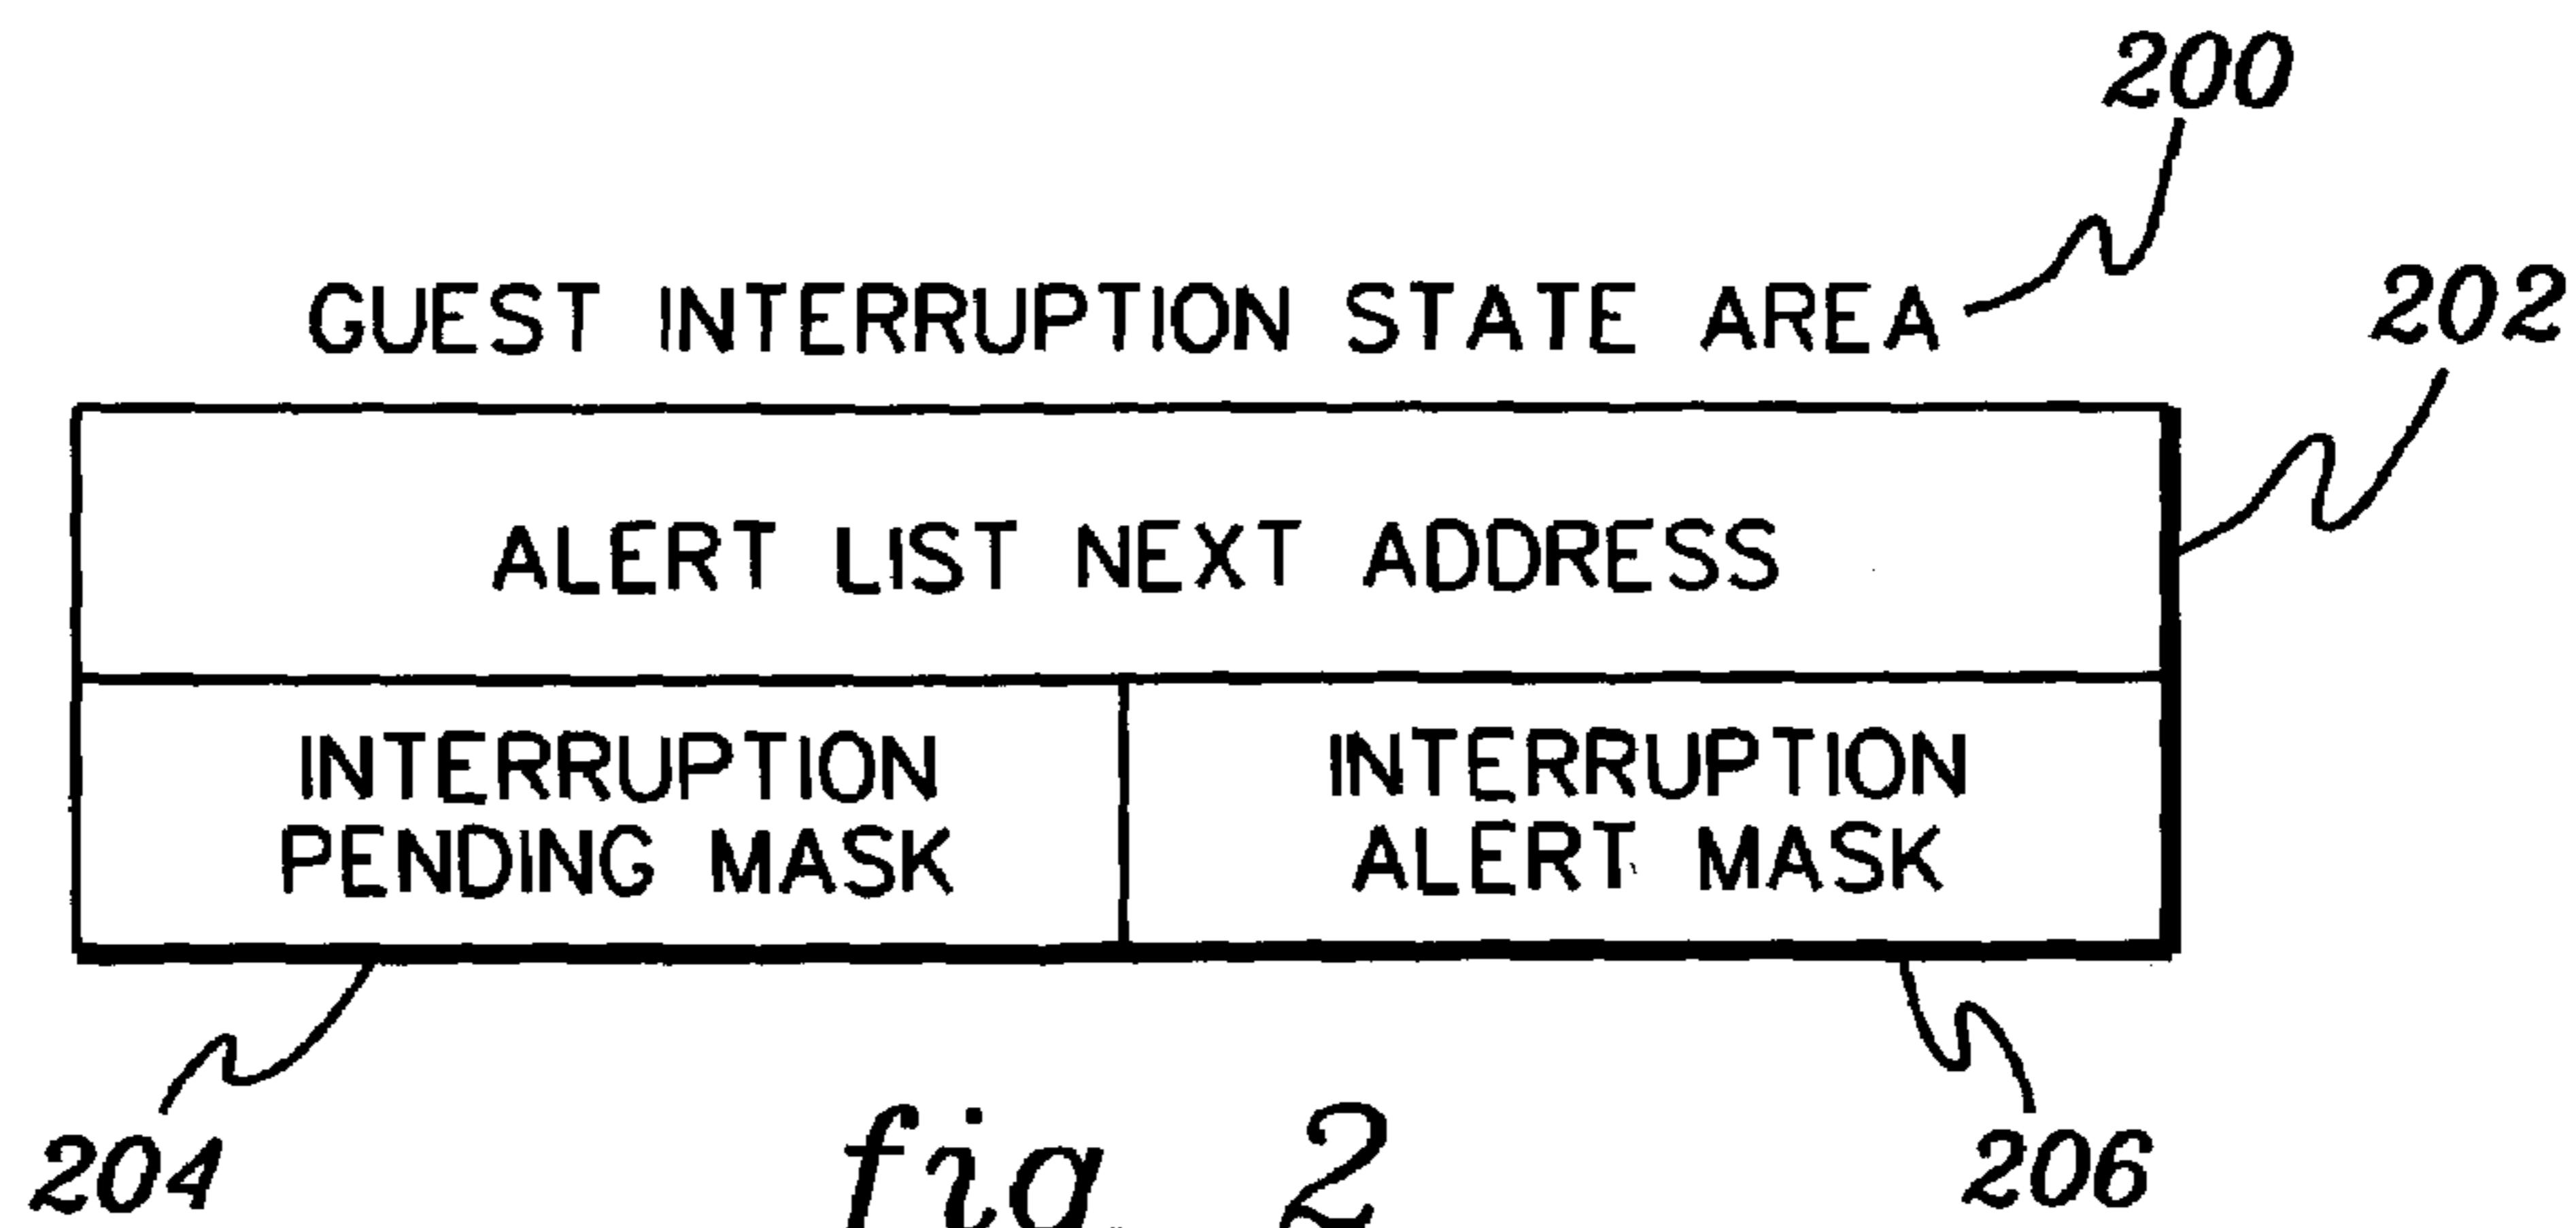 200
GUEST INTERRUPTION STATE AREA
202
ALERT LIST NEXT ADDRESS
INTERRUPTION
PENDING MASK
INTERRUPTION
ALERT MASK
204
206
fig. 2